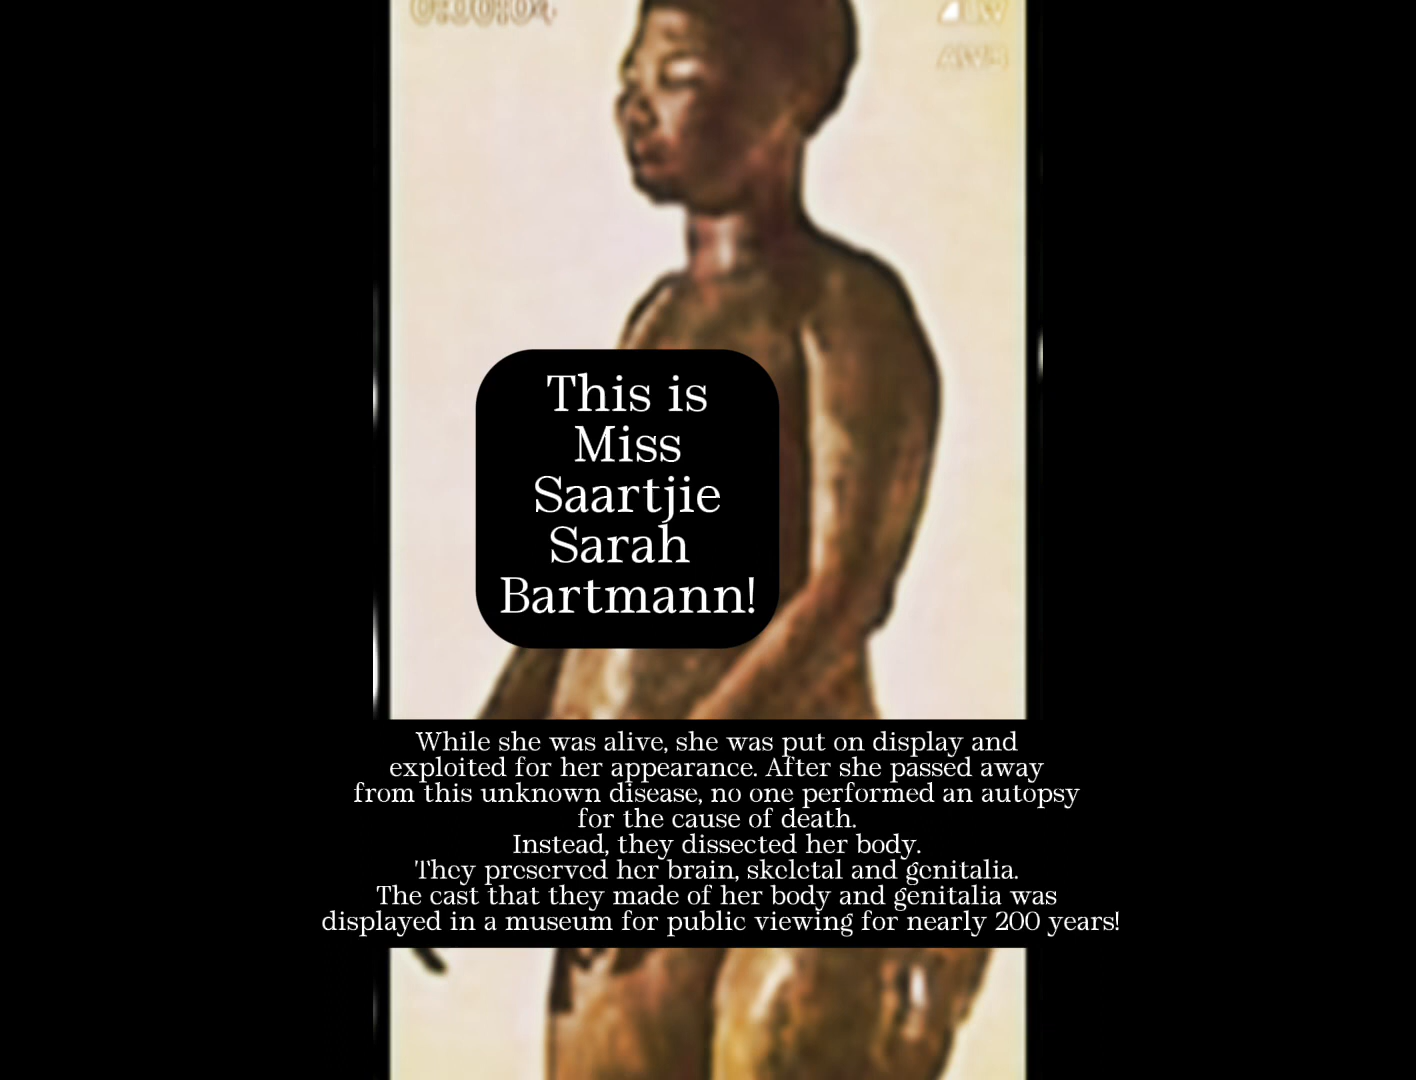 This is
Miss
Saartjie
Sarah
Bartmann!
While she was alive, she was put on display and
exploited for her appearance. After she passed away
from this unknown disease, no one performed an autopsy
for the cause of death.
Instead, they dissected her body.
They preserved her brain, skeletal and genitalia.
The cast that they made of her body and genitalia was
displayed in a museum for public viewing for nearly 200 years!